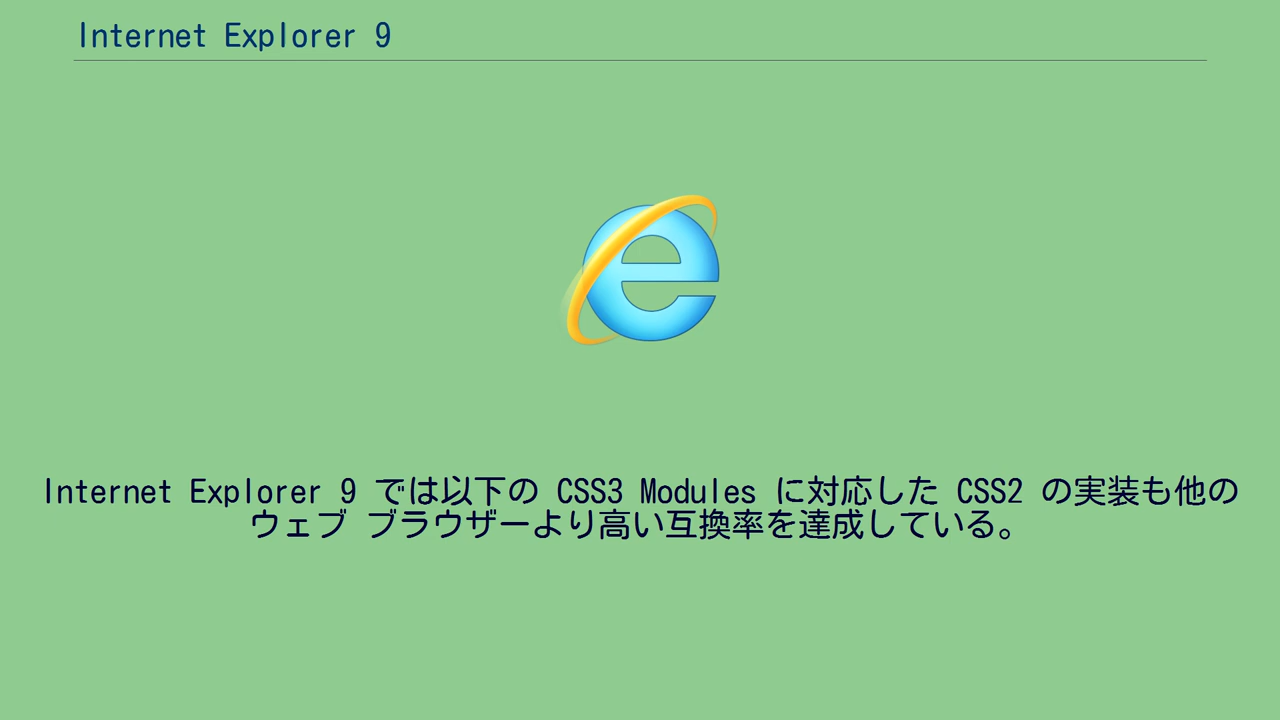 Internet Explorer 9
Internet Explorer 9 では以下の CSS3 Modules に対応した CSS2 の実装も他の
ウェブ ブラウザーより高い互換率を達成している。